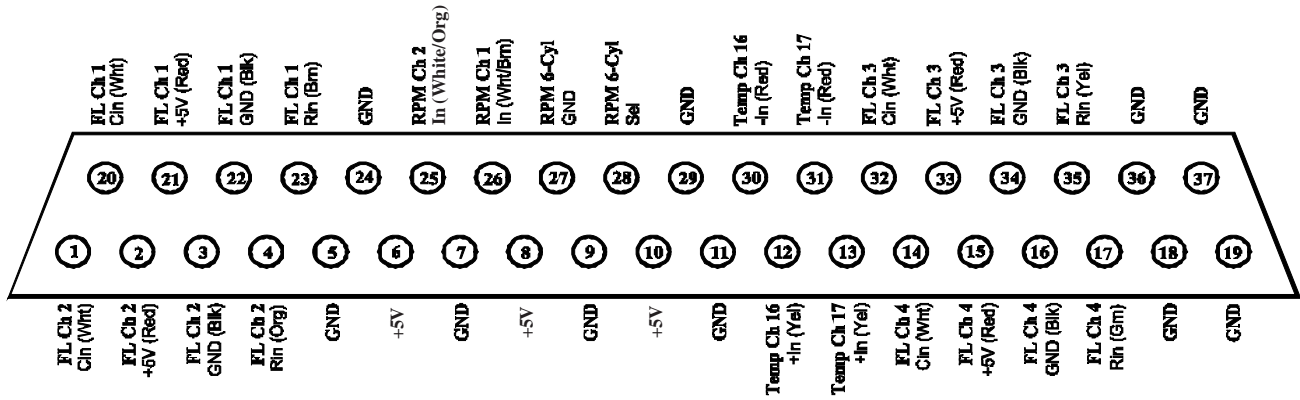 FL Ch 1
Cin (Wht)
FL Ch 1
+5V (Red)
FL Ch 1
GND (Blk)
FL Ch 1
Rin (Brn)
GND
RPM Ch 2
In (White/Org)
RPM Ch 1
In (Wht/Brn)
RPM 6-Cyl
GND
RPM 6-Cyl
Sel
GND
Temp Ch 16
-In (Red)
Temp Ch 17
-In (Red)
FL Ch 3
Cin (Wht)
FL Ch 3
+5V (Red)
FL Ch 3
GND (Blk)
FL Ch 3
Rin (Yel)
GND
GND
20 21 22 23 24 25 26 27 28 29 30 31 32 33 34 35 36 37
1 2 3 4 5 6 7 8 9 10 11 12 13 14 15 16 17 18 19
FL Ch 2
Cin (Wht)
FL Ch 2
+5V (Red)
FL Ch 2
GND (Blk)
FL Ch 2
Rin (Org)
GND
+5V
GND
+5V
GND
+5V
GND
Temp Ch 16
+In (Yel)
Temp Ch 17
+In (Yel)
FL Ch 4
Cin (Wht)
FL Ch 4
+5V (Red)
FL Ch 4
GND (Blk)
FL Ch 4
Rin (Grn)
GND
GND